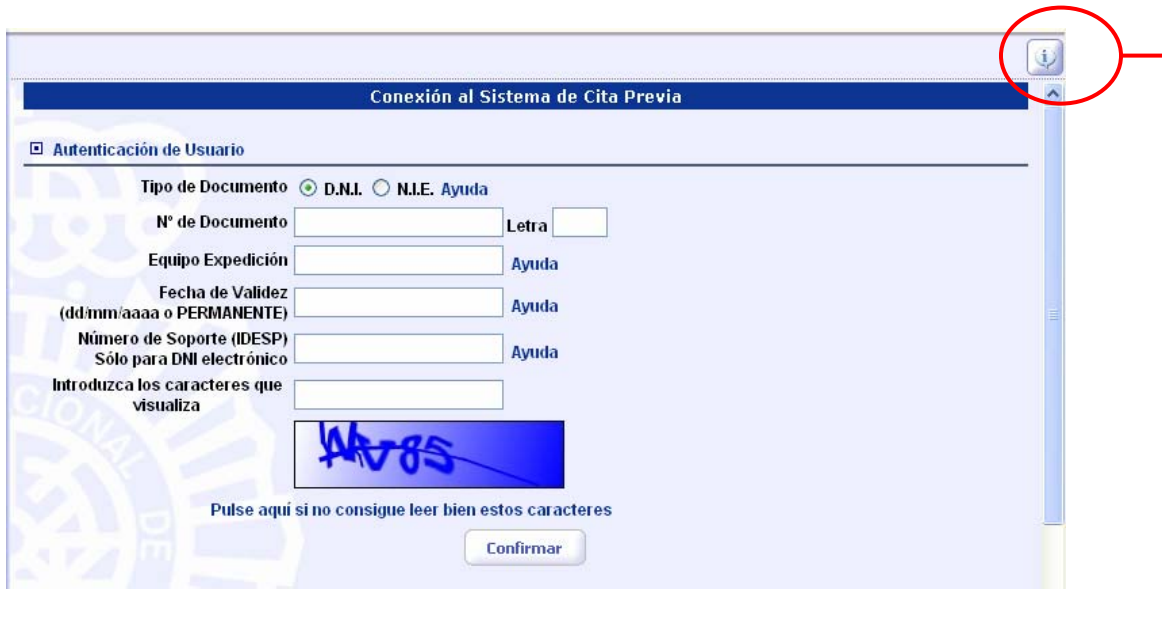 Conexión al Sistema de Cita Previa
Autenticación de Usuario
Tipo de Documento D.N.I. N.I.E. Ayuda
Nº de Documento Letra
Equipo Expedición Ayuda
Fecha de Validez
(dd/mm/aaaa o PERMANENTE) Ayuda
Número de Soporte (IDESP)
Sólo para DNI electrónico Ayuda
Introduzca los caracteres que
visualiza
Pulse aquí si no consigue leer bien estos caracteres
Confirmar